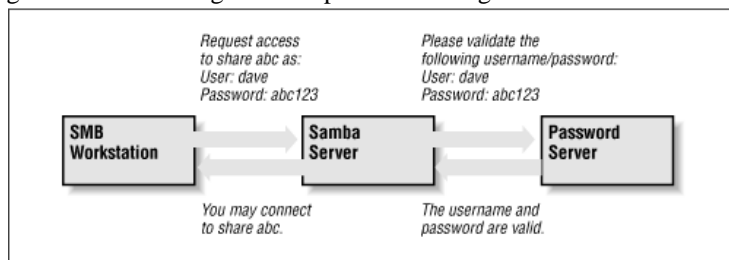 Request access
to share abc as:
User: dave
Password: abc123
Please validate the
following username/password:
User: dave
Password: abc123
SMB
Workstation
Samba
Server
Password
Server
You may connect
to share abc.
The username and
password are valid.